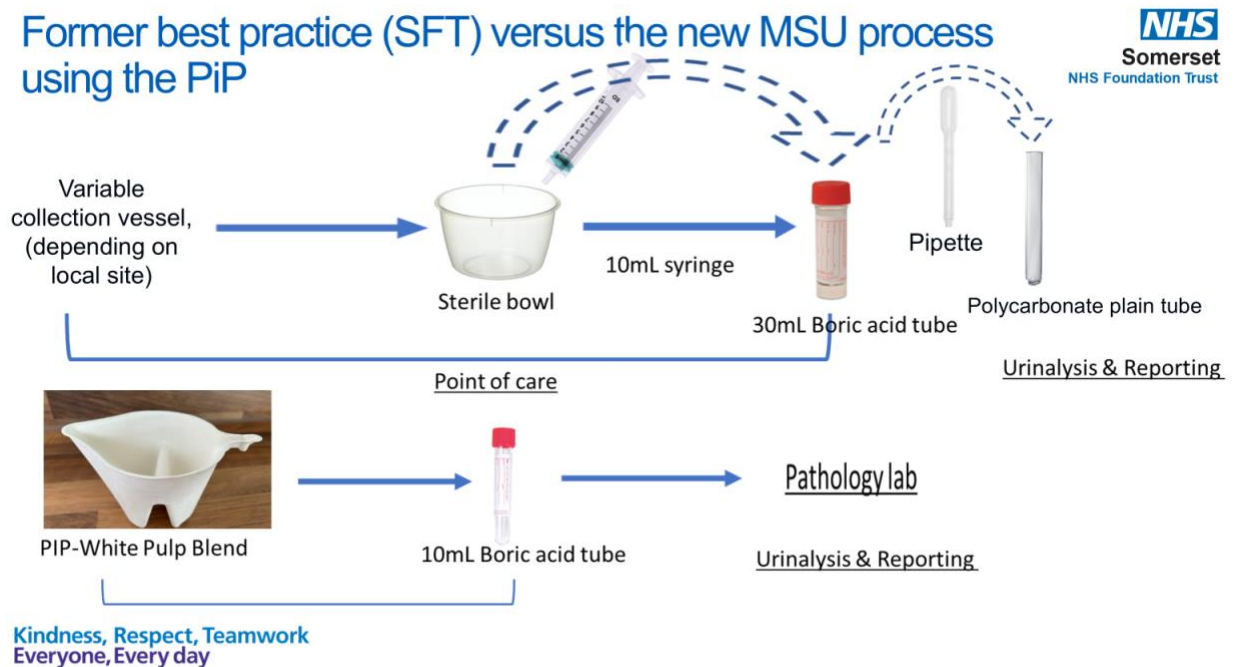 Former best practice (SFT) versus the new MSU process
using the PiP
NHS
Somerset
NHS Foundation Trust
Variable
collection vessel,
(depending on
local site)
Sterile bowl
10mL syringe
30mL Boric acid tube
Pipette
Polycarbonate plain tube
Urinalysis & Reporting
Point of care
PIP-White Pulp Blend
10mL Boric acid tube
Pathology lab
Urinalysis & Reporting
Kindness, Respect, Teamwork
Everyone, Every day